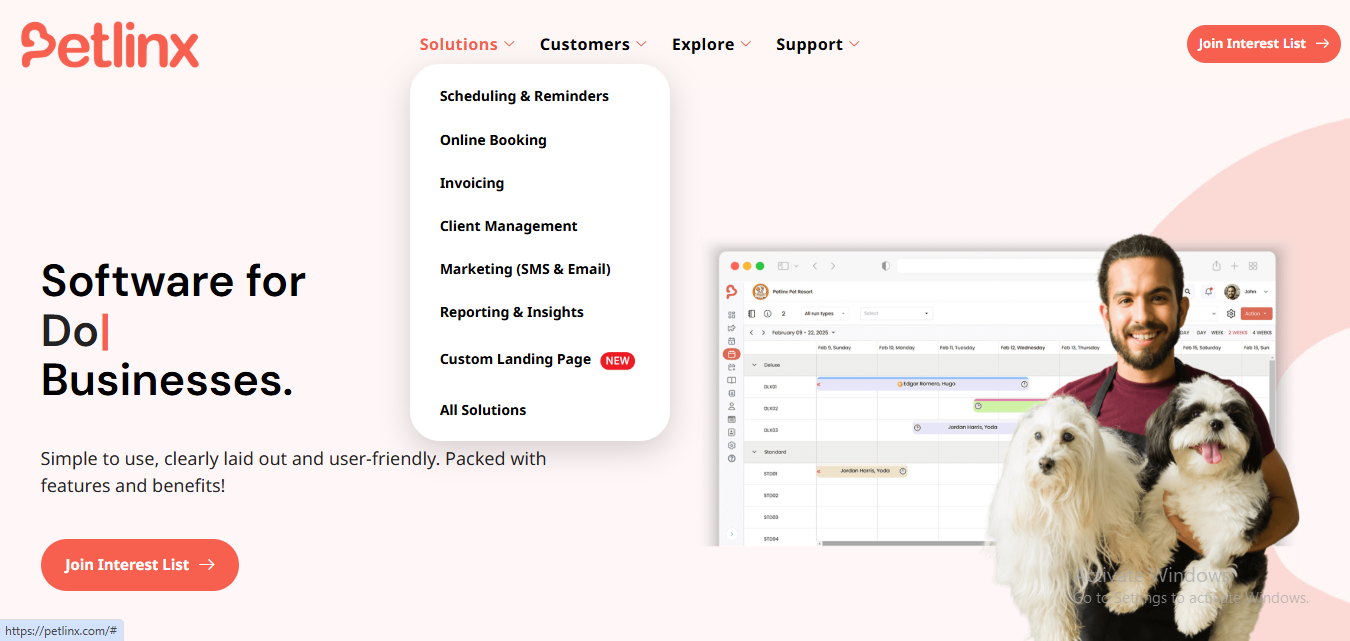 Petlinx
Solutions
Customers
Explore
Support
Join Interest List
Scheduling & Reminders
Online Booking
Invoicing
Client Management
Marketing (SMS & Email)
Reporting & Insights
Custom Landing Page NEW
All Solutions
Software for
Do|
Businesses.
Simple to use, clearly laid out and user-friendly. Packed with
features and benefits!
Join Interest List
Petlinx Pet Resort
John
2
All run types
Select
Action
February 09 - 22, 2025
DAY WEEK 2 WEEKS 4 WEEKS
Feb 9, Sunday
Feb 10, Monday
Feb 11, Tuesday
Feb 12, Wednesday
Feb 13, Thursday
Feb 15, Saturday
Feb 16, Sun
Deluxe
DLX01
Edgar Romero, Hugo
DLX02
DLX03
Jordan Harris, Yoda
Standard
STD01
Jordan Harris, Yoda
STD02
STD03
STD04
Activate Windows
Go to Settings to activate Windows.
https://petlinx.com/#